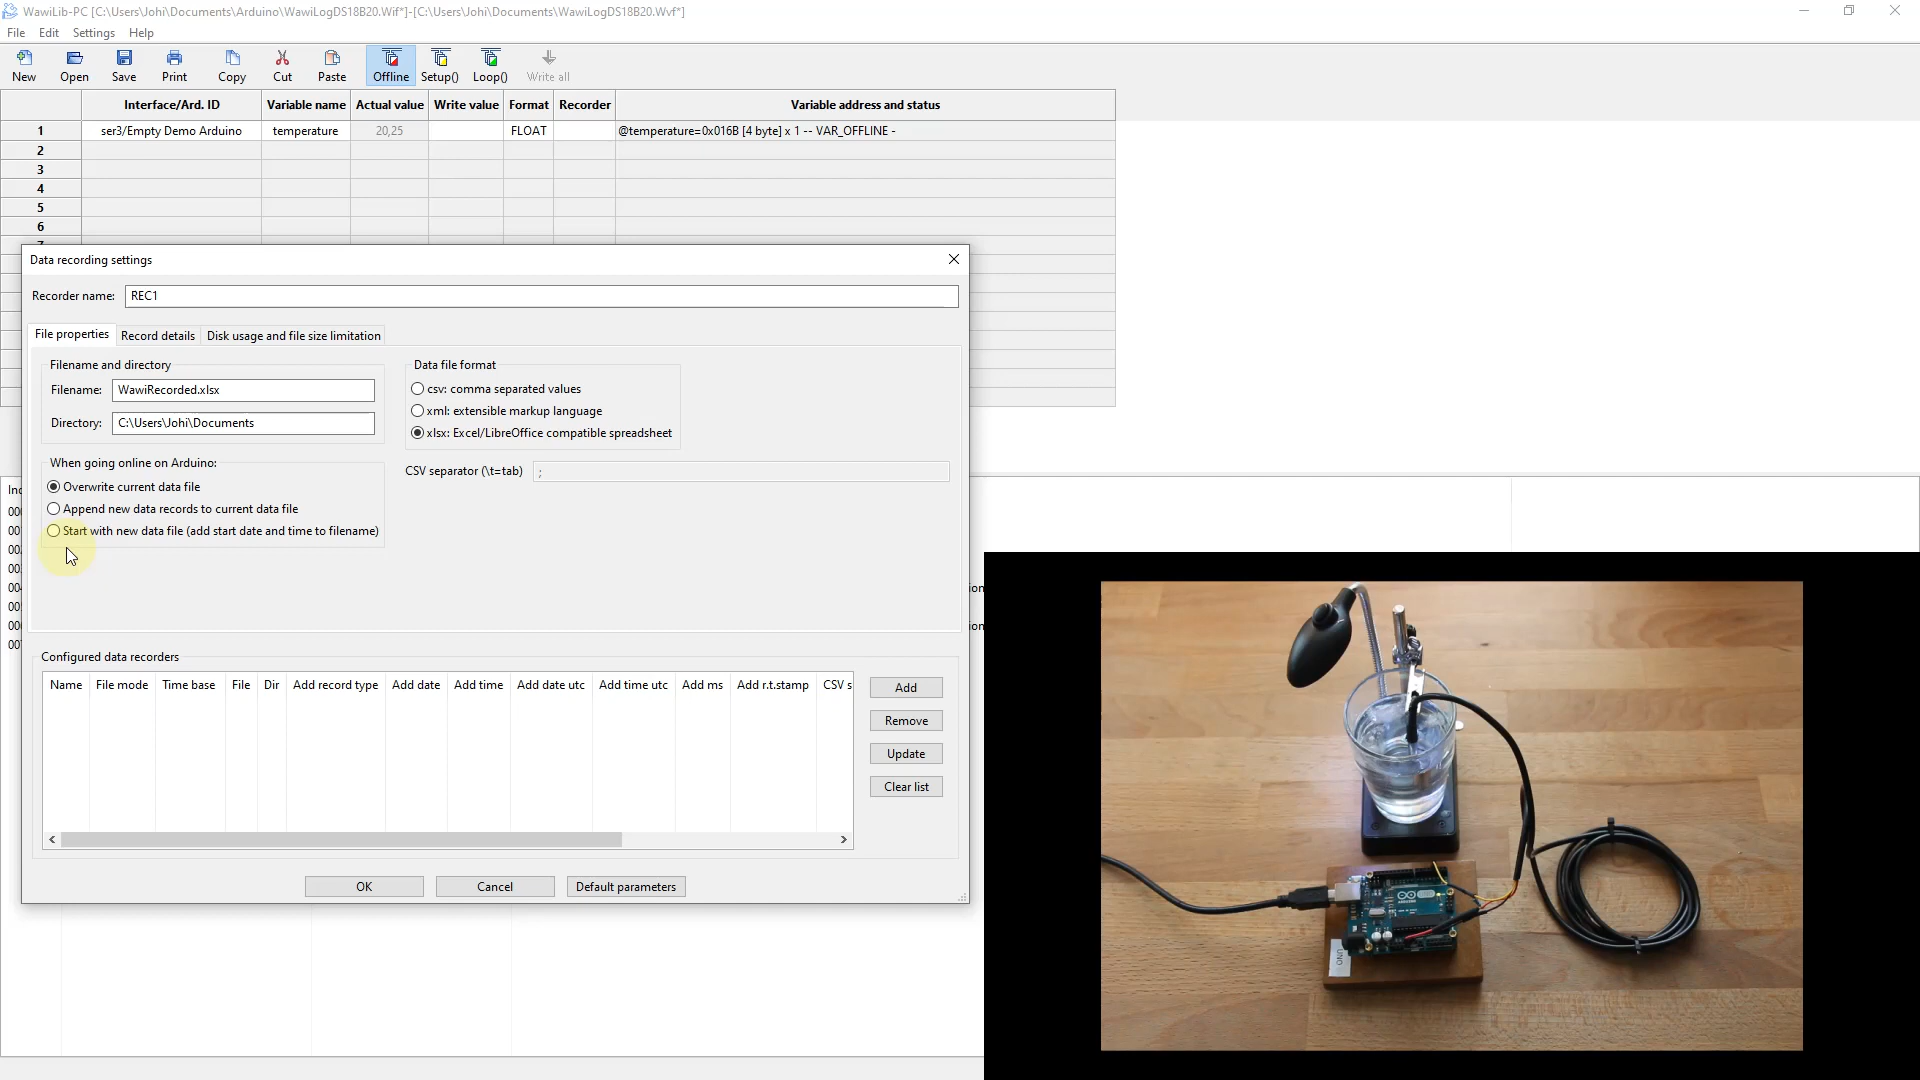 WawiLib-PC [C:\Users\Johi\Documents\Arduino\WawiLogDS18B20.Wif*]-[C:\Users\Johi\Documents\WawiLogDS18B20.Wvf*]
File Edit Settings Help
New Open Save Print Copy Cut Paste Offline Setup() Loop() Write all
Interface/Ard. ID Variable name Actual value Write value Format Recorder Variable address and status
1 ser3/Empty Demo Arduino temperature 20,25 FLOAT @temperature=0x016B [4 byte] x 1 -- VAR_OFFLINE -
2
3
4
5
6
Data recording settings
Recorder name: REC1
File properties Record details Disk usage and file size limitation
Filename and directory
Filename: WawiRecorded.xlsx
Directory: C:\Users\Johi\Documents
When going online on Arduino:
Overwrite current data file
Append new data records to current data file
Start with new data file (add start date and time to filename)
Data file format
csv: comma separated values
xml: extensible markup language
xlsx: Excel/LibreOffice compatible spreadsheet
CSV separator (\t=tab) ;
Configured data recorders
Name File mode Time base File Dir Add record type Add date Add time Add date utc Add time utc Add ms Add r.t.stamp CSV s
Add
Remove
Update
Clear list
OK Cancel Default parameters
UNO